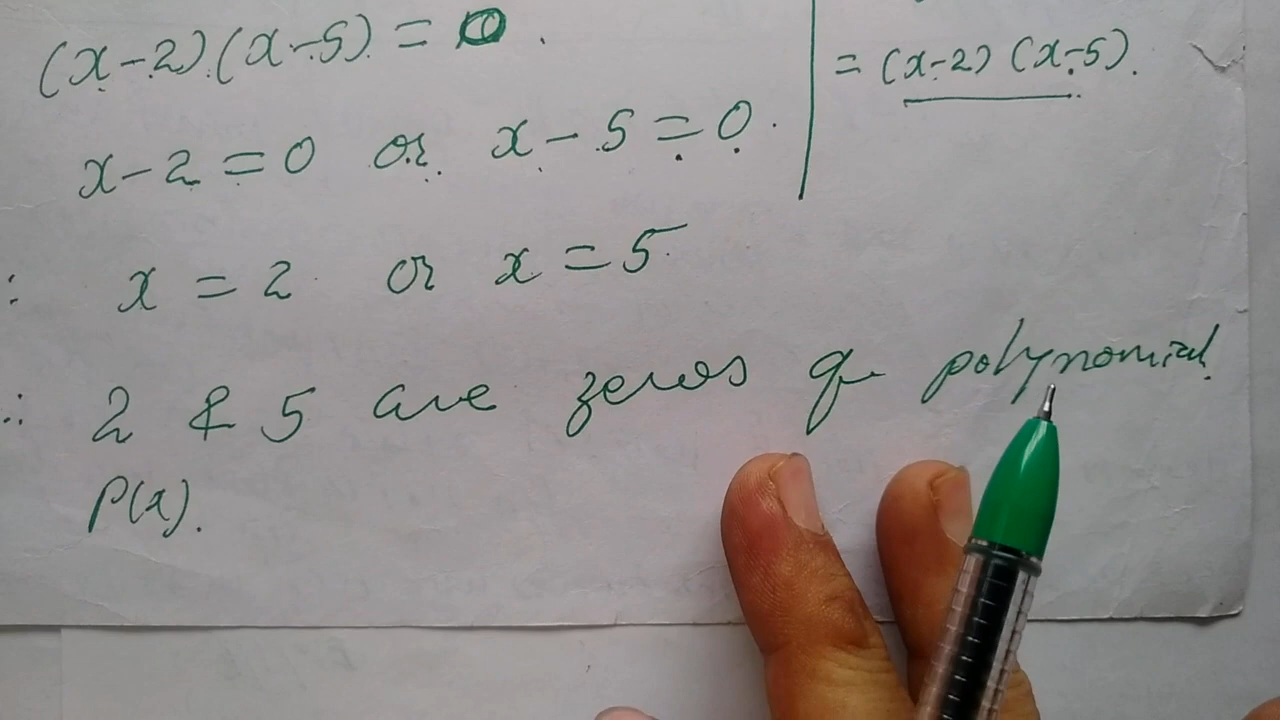 (x-2)(x-5) = 0.
= (x-2) (x-5).
x-2=0 or x-5=0.
: x = 2 or x = 5
∴ 2 & 5 are zeros of polynomial
P(x).